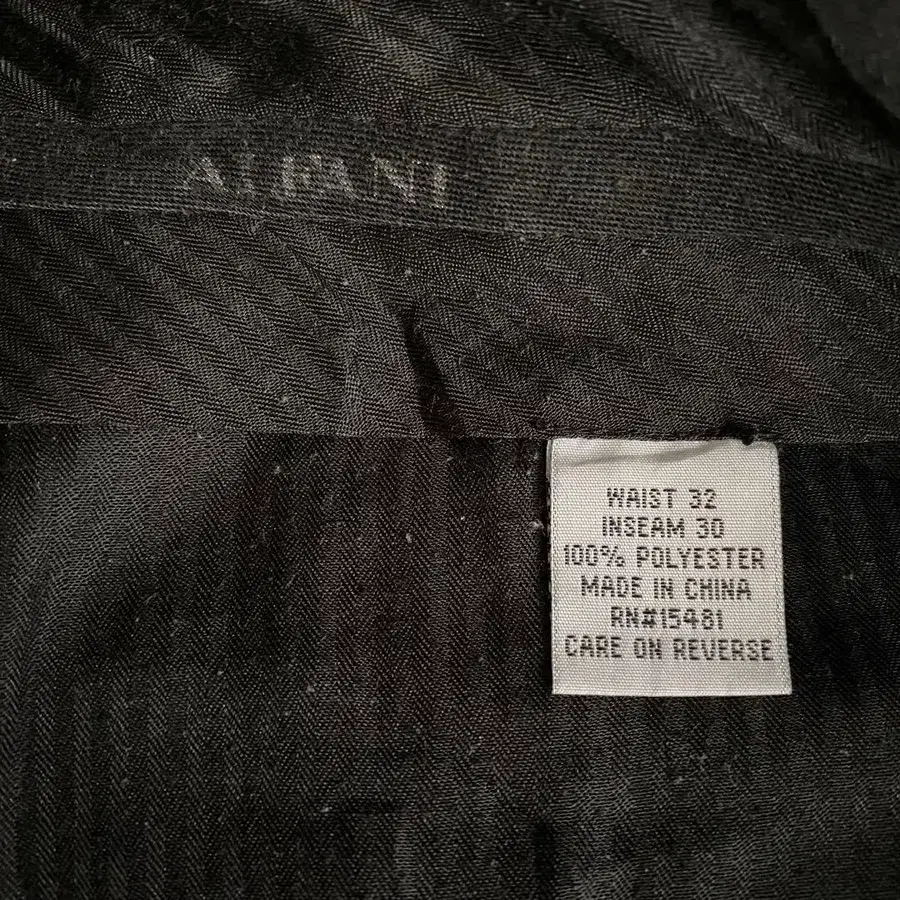 ALFANI
WAIST 32
INSEAM 30
100% POLYESTER
MADE IN CHINA
RN#15481
CARE ON REVERSE